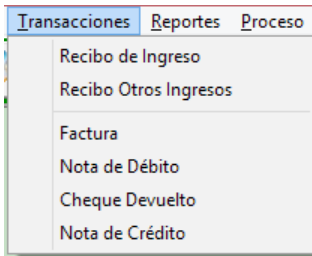 Transacciones Reportes Proceso
Recibo de Ingreso
Recibo Otros Ingresos
Factura
Nota de Débito
Cheque Devuelto
Nota de Crédito